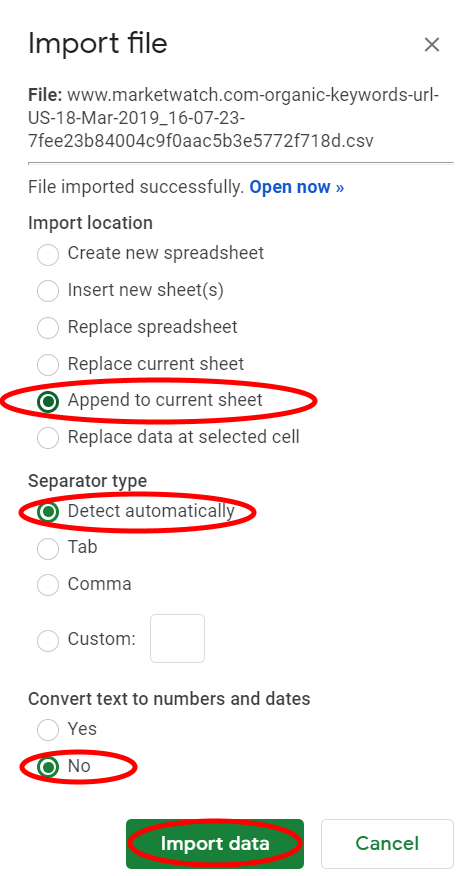 Import file
File: www.marketwatch.com-organic-keywords-url-
US-18-Mar-2019_16-07-23-
7fee23b84004c9f0aac5b3e5772f718d.csv
File imported successfully. Open now »
Import location
Create new spreadsheet
Insert new sheet(s)
Replace spreadsheet
Replace current sheet
Append to current sheet
Replace data at selected cell
Separator type
Detect automatically
Tab
Comma
Custom:
Convert text to numbers and dates
Yes
No
Import data Cancel